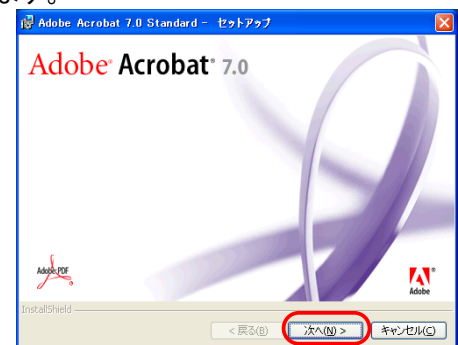 ます。
Adobe Acrobat 7.0 Standard - セットアップ
Adobe® Acrobat® 7.0
Adobe PDF
Adobe
InstallShield
< 戻る(B)
次へ(N) >
キャンセル(C)